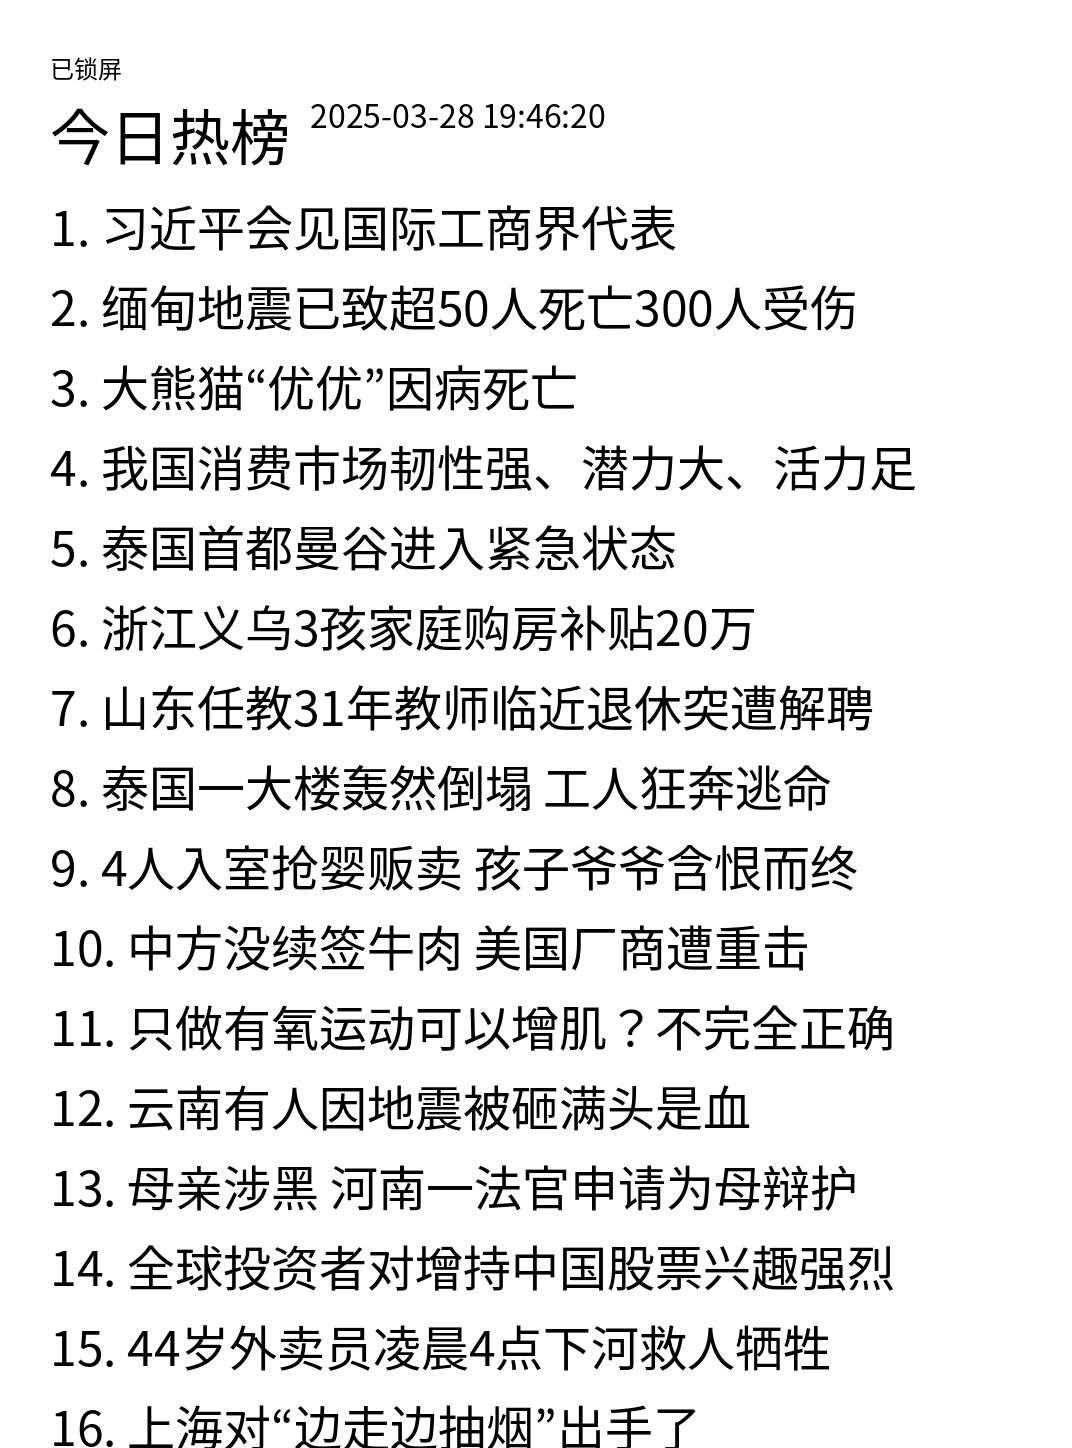 已锁屏
今日热榜 2025-03-28 19:46:20
1. 习近平会见国际工商界代表
2. 缅甸地震已致超50人死亡300人受伤
3. 大熊猫“优优”因病死亡
4. 我国消费市场韧性强、潜力大、活力足
5. 泰国首都曼谷进入紧急状态
6. 浙江义乌3孩家庭购房补贴20万
7. 山东任教31年教师临近退休突遭解聘
8. 泰国一大楼轰然倒塌 工人狂奔逃命
9. 4人入室抢婴贩卖 孩子爷爷含恨而终
10. 中方没续签牛肉 美国厂商遭重击
11. 只做有氧运动可以增肌？不完全正确
12. 云南有人因地震被砸满头是血
13. 母亲涉黑 河南一法官申请为母辩护
14. 全球投资者对增持中国股票兴趣强烈
15. 44岁外卖员凌晨4点下河救人牺牲
16. 上海对“边走边抽烟”出手了